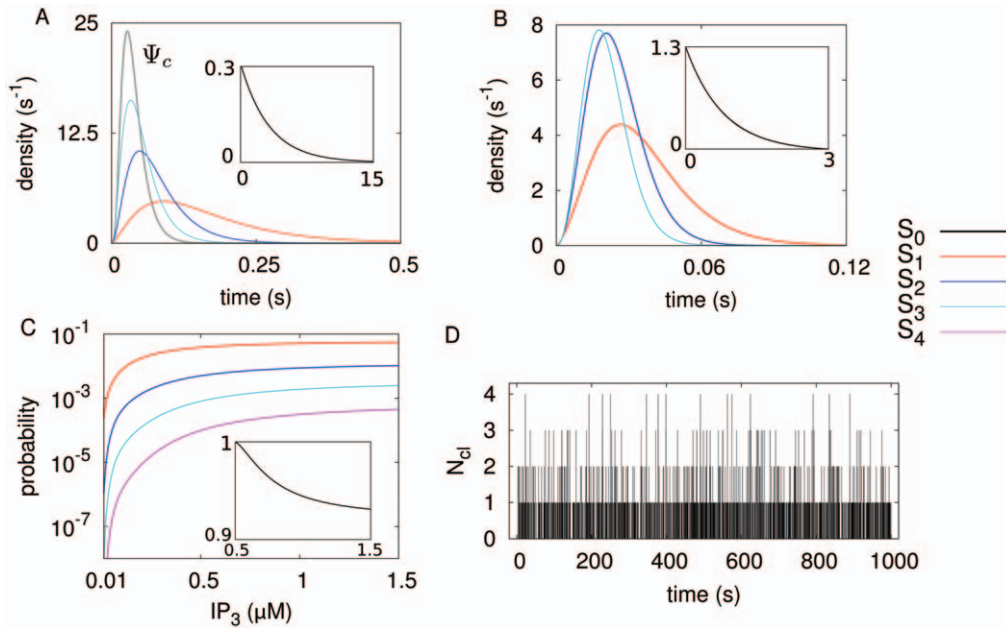 A
25
12.5
0
density (s⁻¹)
Ψc
0.3
0
0
15
0
0.25
0.5
time (s)
B
8
6
4
2
0
density (s⁻¹)
1.3
0
0
3
0
0.06
0.12
time (s)
S₀
S₁
S₂
S₃
S₄
C
10⁻¹
10⁻³
10⁻⁵
10⁻⁷
probability
1
0.9
0.5
1.5
0.01
0.5
1
1.5
IP₃ (µM)
D
4
3
2
1
0
Ncl
0
200
400
600
800
1000
time (s)